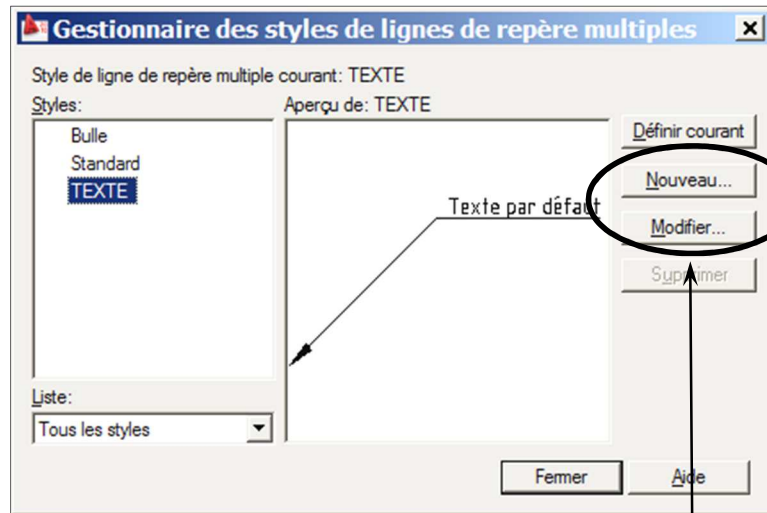 Gestionnaire des styles de lignes de repère multiples
Style de ligne de repère multiple courant: TEXTE
Styles:
Aperçu de: TEXTE
Bulle
Standard
TEXTE
Texte par défaut
Définir courant
Nouveau...
Modifier...
Supprimer
Liste:
Tous les styles
Fermer
Aide